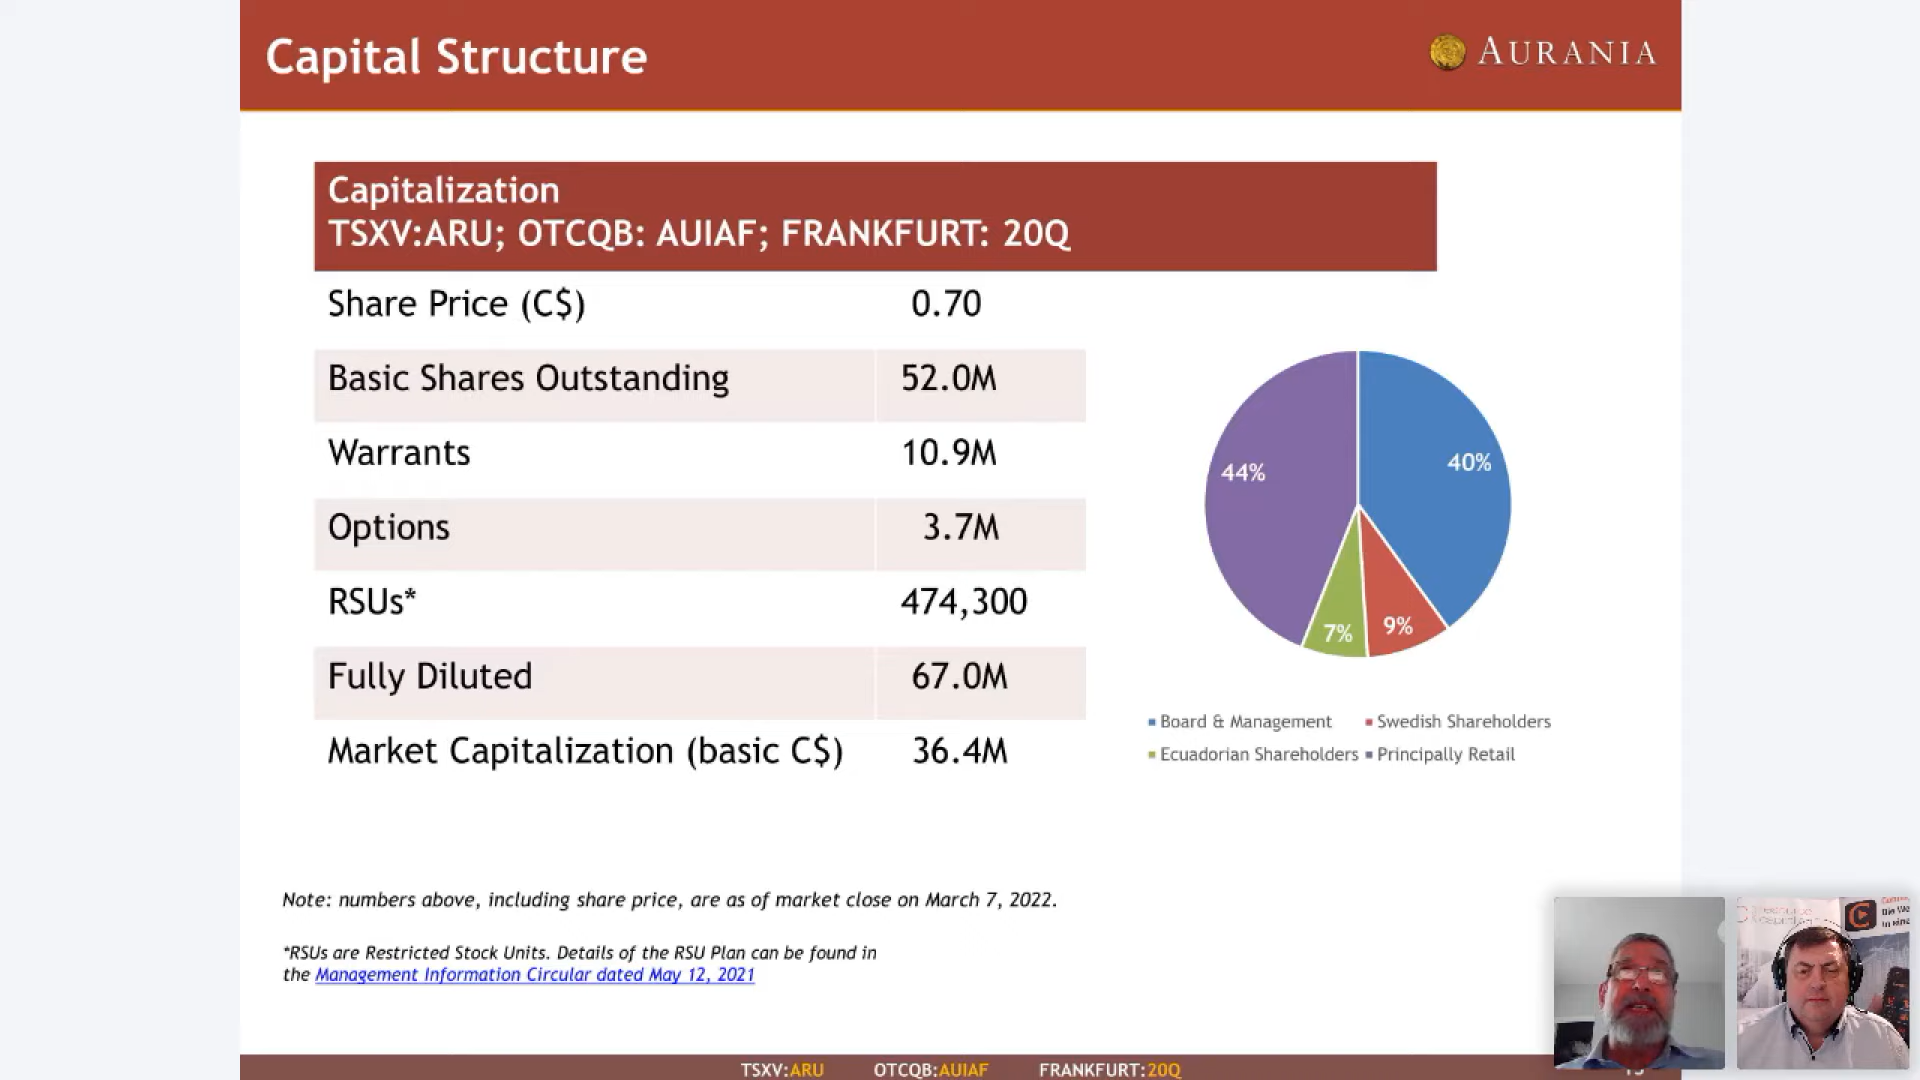 Capital Structure
AURANIA
Capitalization
TSXV:ARU; OTCQB: AUIAF; FRANKFURT: 20Q
Share Price (C$) 0.70
Basic Shares Outstanding 52.0M
Warrants 10.9M
Options 3.7M
RSUs* 474,300
Fully Diluted 67.0M
Market Capitalization (basic C$) 36.4M
44%
40%
7%
9%
Board & Management Swedish Shareholders
Ecuadorian Shareholders Principally Retail
Note: numbers above, including share price, are as of market close on March 7, 2022.
*RSUs are Restricted Stock Units. Details of the RSU Plan can be found in
the Management Information Circular dated May 12, 2021
Die We
in eine
TSXV:ARU OTCQB:AUIAF FRANKFURT:20Q